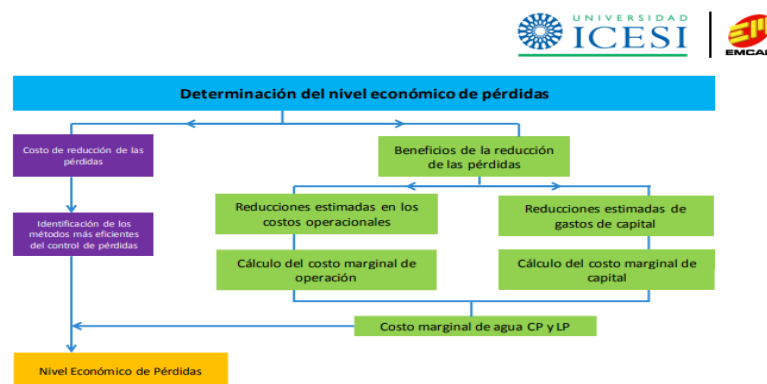 UNIVERSIDAD
ICESI
Determinación del nivel económico de pérdidas
Costo de reducción de las
pérdidas
Beneficios de la reducción
de las pérdidas
Reducciones estimadas en los
costos operacionales
Reducciones estimadas de
gastos de capital
Identificación de los
métodos más eficientes
del control de pérdidas
Cálculo del costo marginal de
operación
Cálculo del costo marginal de
capital
Costo marginal de agua CP y LP
Nivel Económico de Pérdidas